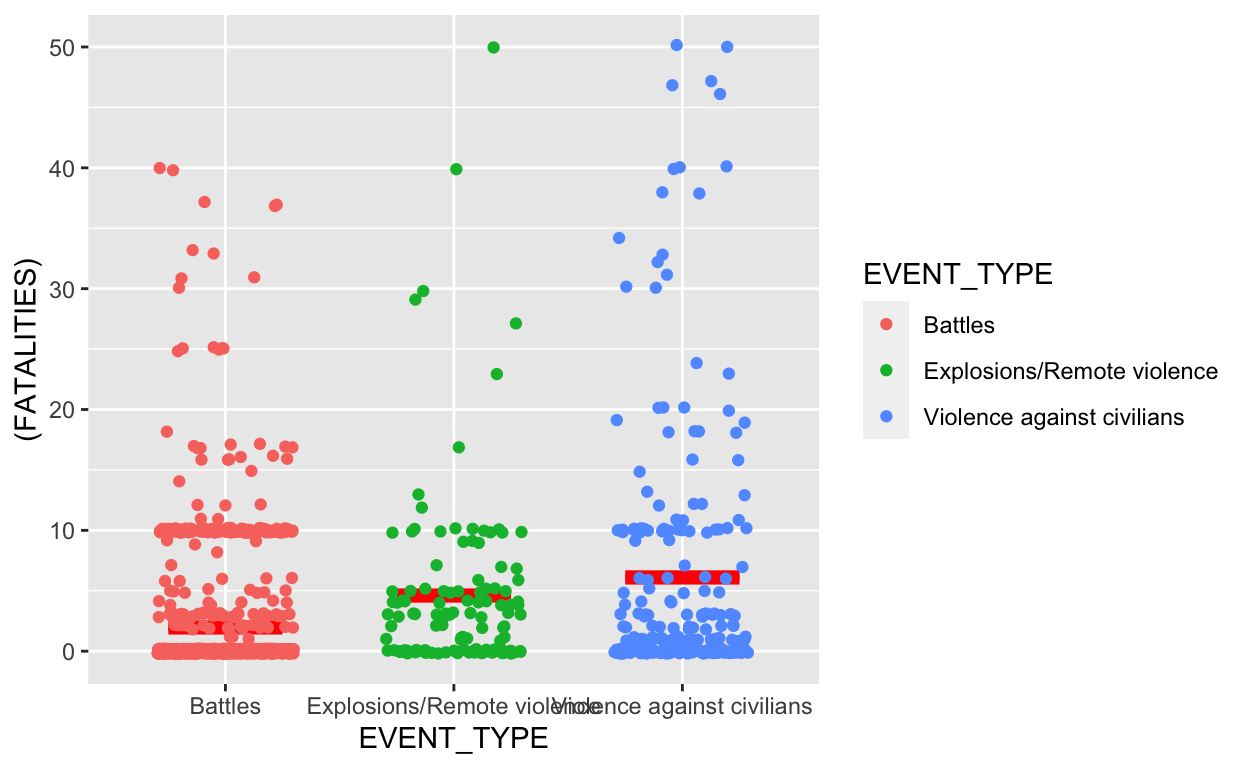 50
40
30
20
10
0
(FATALITIES)
Battles
Explosions/Remote violence
Violence against civilians
EVENT_TYPE
EVENT_TYPE
Battles
Explosions/Remote violence
Violence against civilians